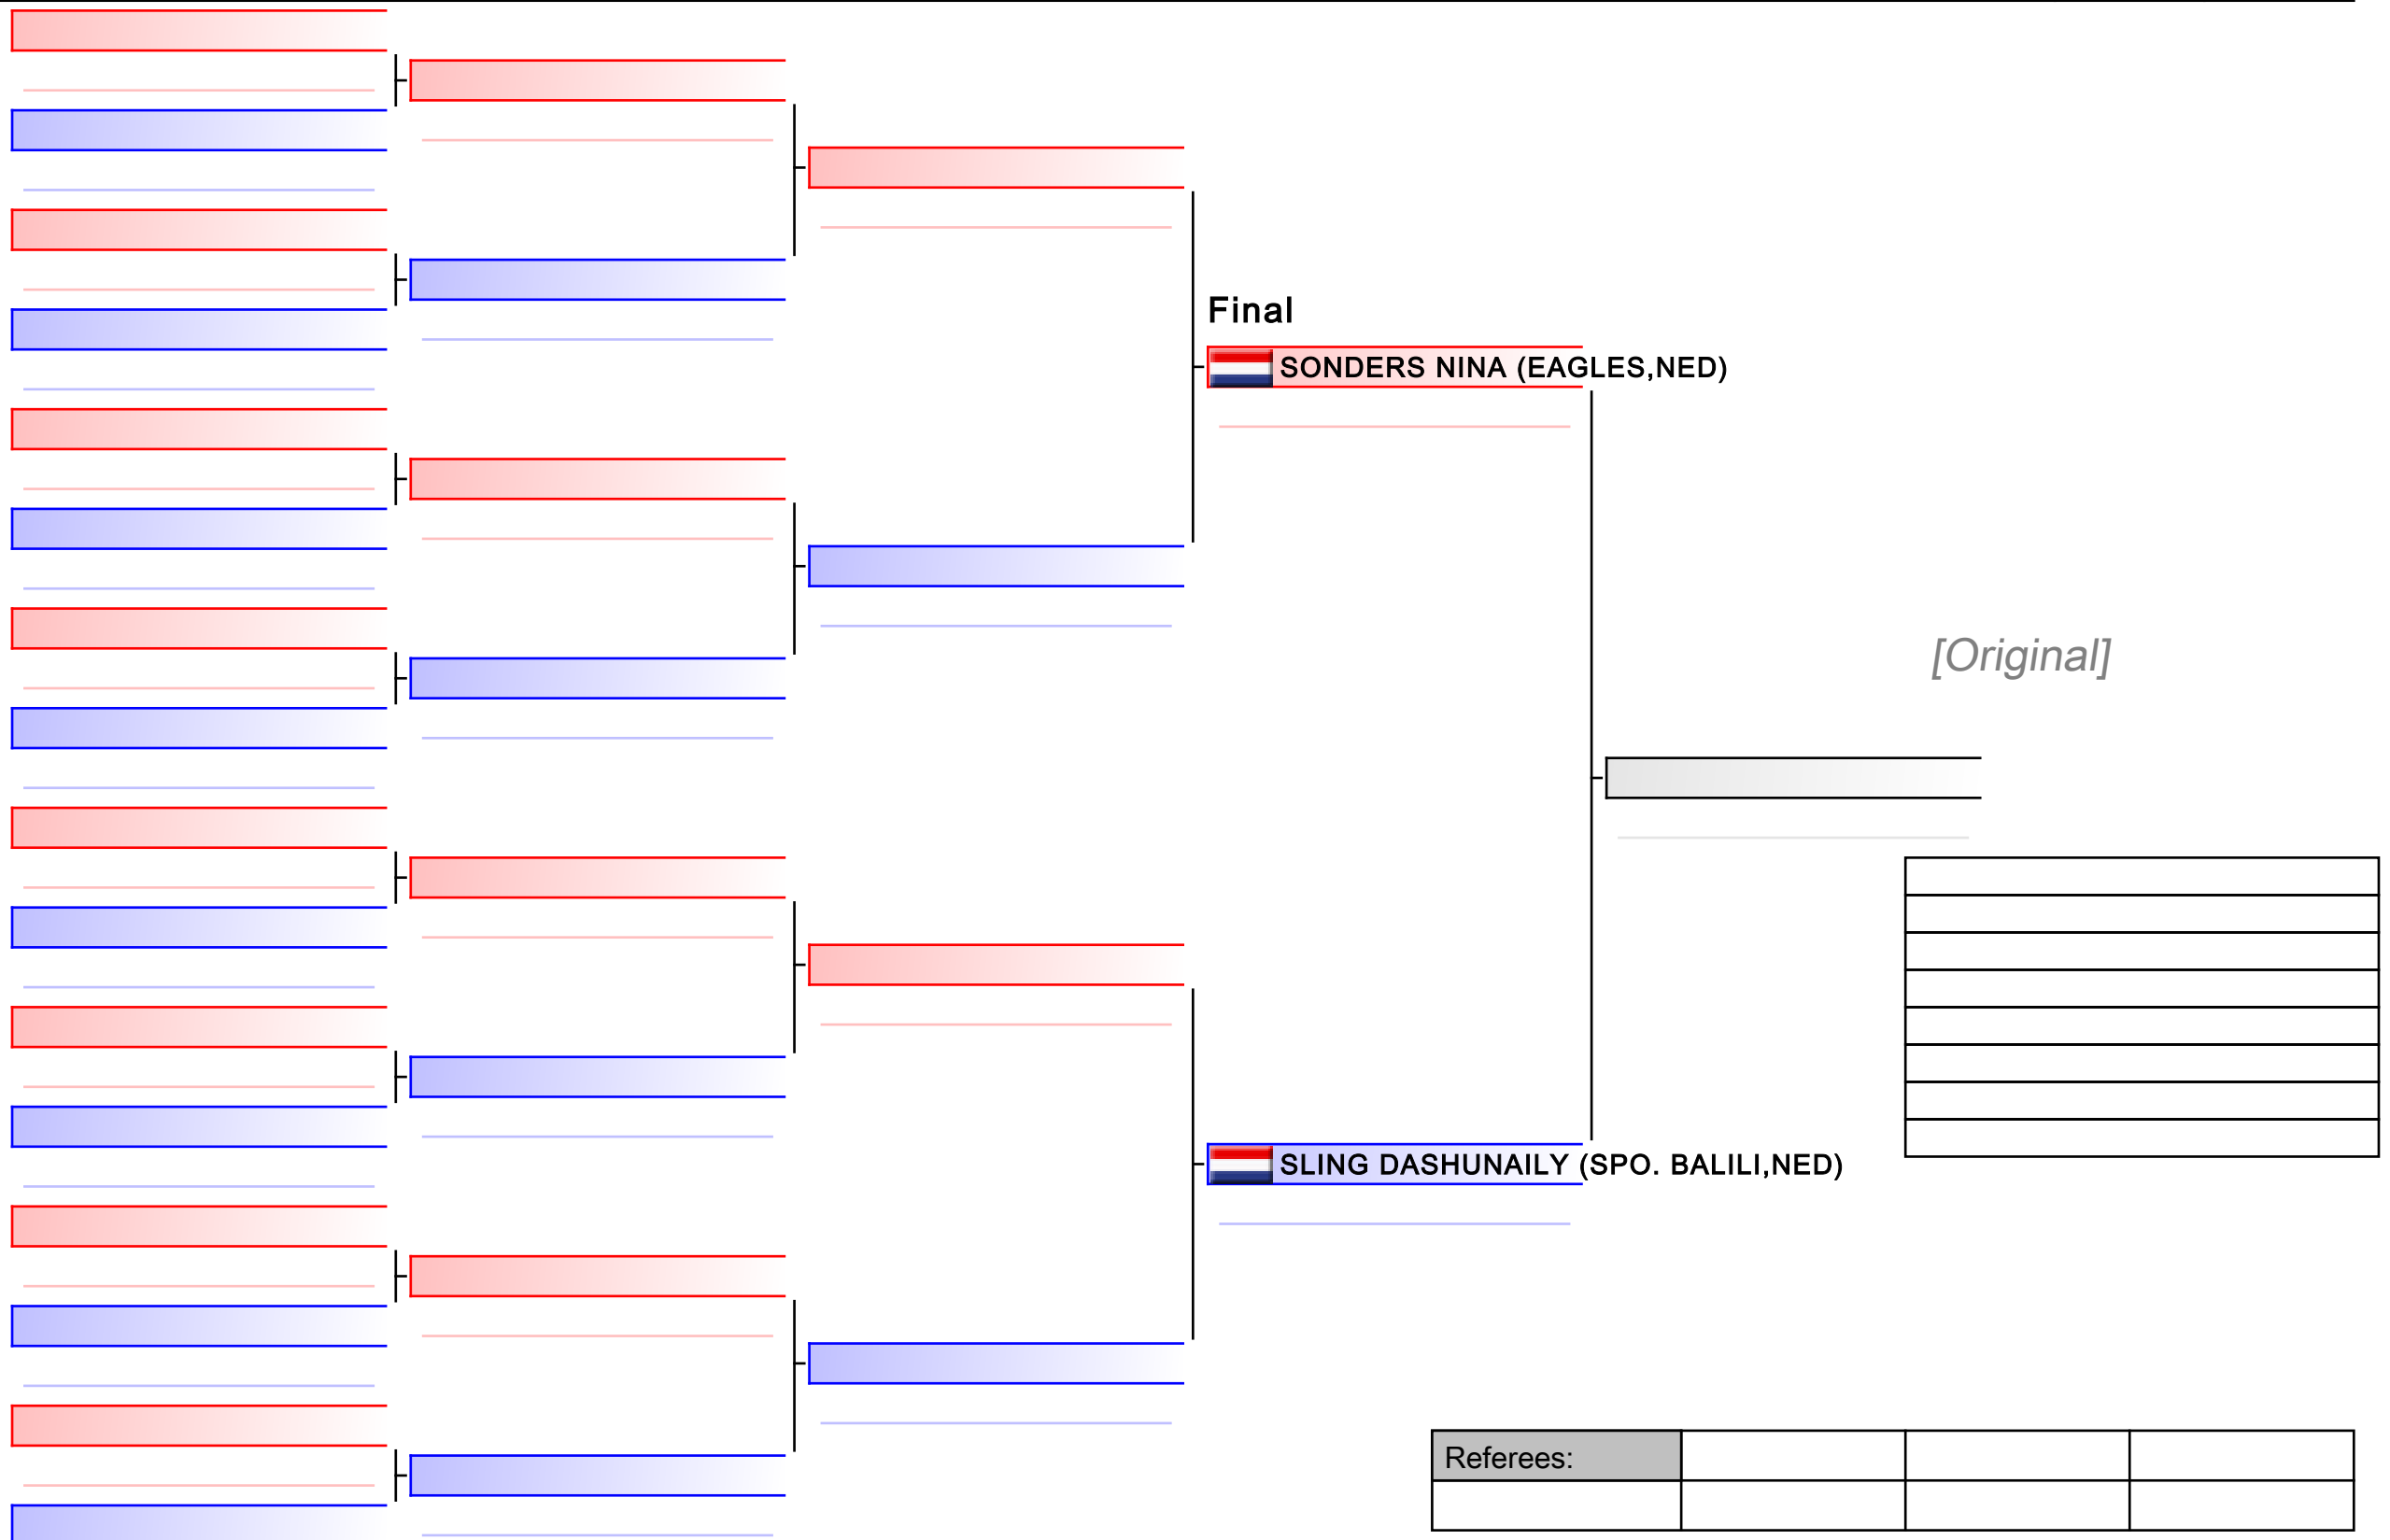 Final
SONDERS NINA (EAGLES,NED)
[Original]
SLING DASHUNAILY (SPO. BALILI,NED)
Referees: